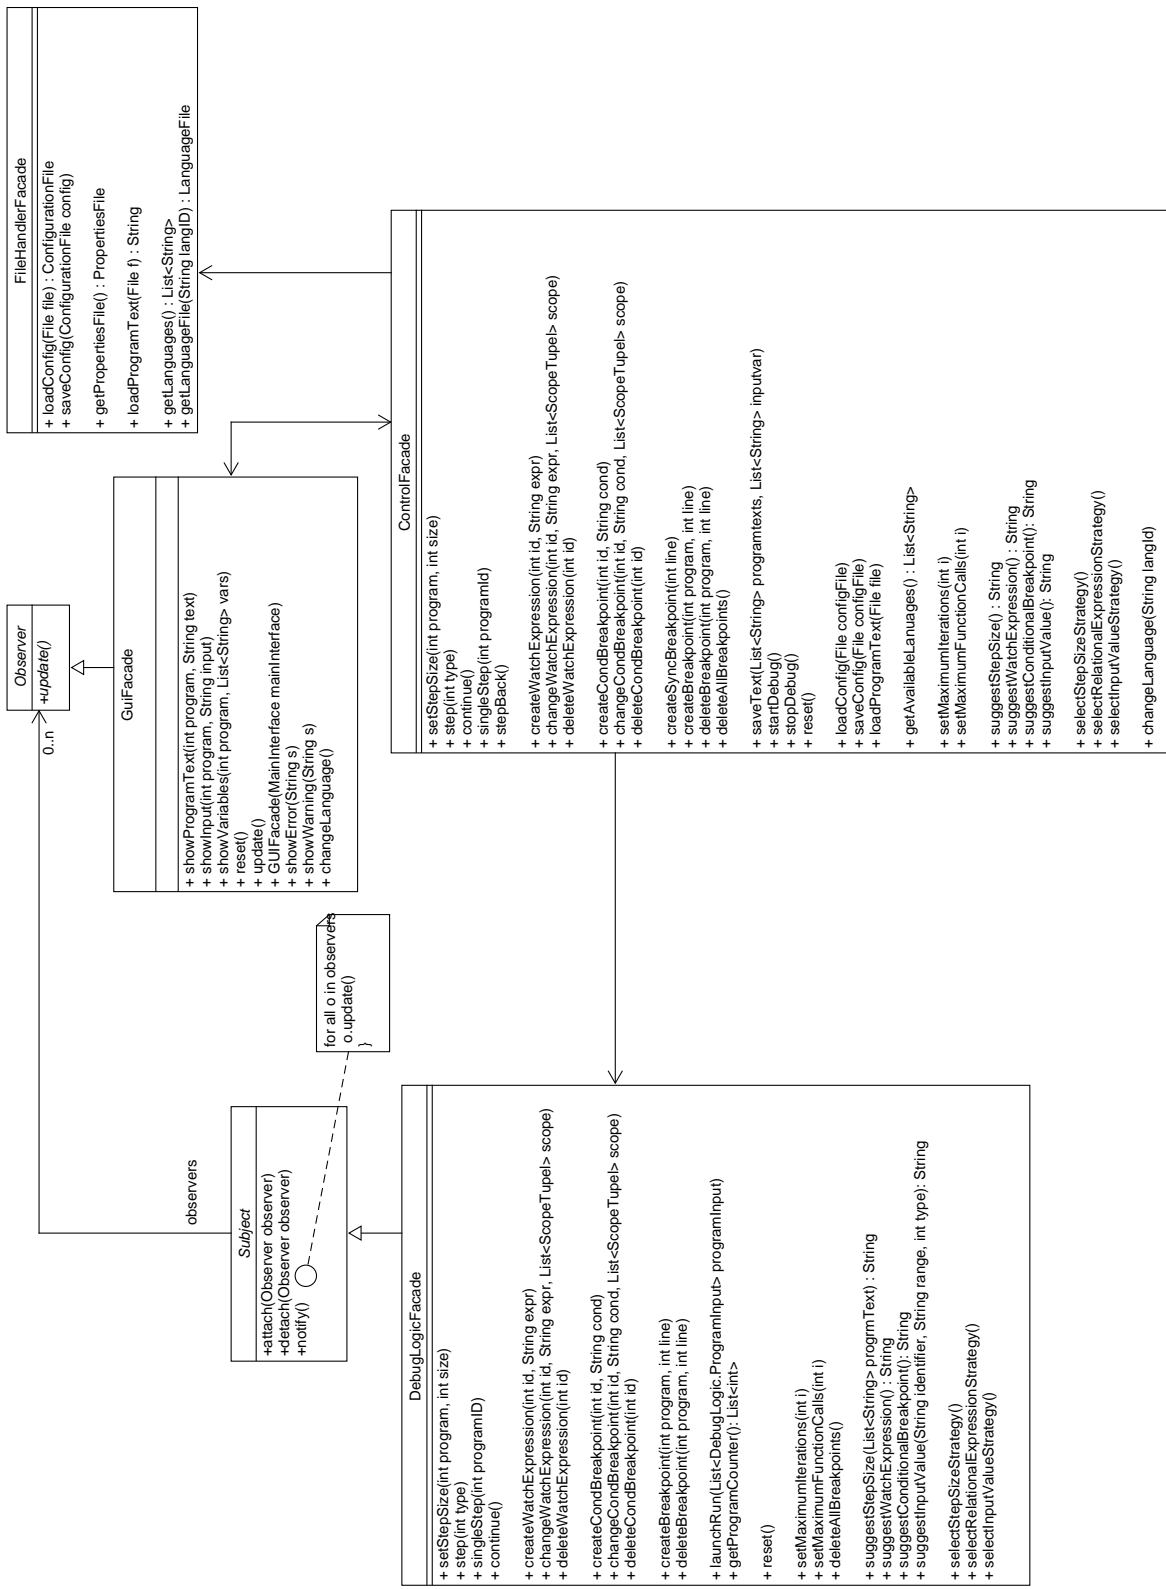 FileHandlerFacade
+ loadConfig(File file) : ConfigurationFile
+ saveConfig(ConfigurationFile config)
+ getPropertiesFile() : PropertiesFile
+ loadProgramText(File f) : String
+ getLanguages() : List<String>
+ getLanguageFile(String langID) : LanguageFile
Observer
+update()
0..n
GuiFacade
+ showProgramText(int program, String text)
+ showInput(int program, String input)
+ showVariables(int program, List<String> vars)
+ reset()
+ update()
+ GUIFacade(MainInterface mainInterface)
+ showError(String s)
+ showWarning(String s)
+ changeLanguage()
ControlFacade
+ setStepSize(int program, int size)
+ step(int type)
+ continue()
+ singleStep(int programId)
+ stepBack()
+ createWatchExpression(int id, String expr)
+ changeWatchExpression(int id, String expr, List<ScopeTupel> scope)
+ deleteWatchExpression(int id)
+ createCondBreakpoint(int id, String cond)
+ changeCondBreakpoint(int id, String cond, List<ScopeTupel> scope)
+ deleteCondBreakpoint(int id)
+ createSyncBreakpoint(int line)
+ createBreakpoint(int program, int line)
+ deleteBreakpoint(int program, int line)
+ deleteAllBreakpoints()
+ saveText(List<String> programtexts, List<String> inputvar)
+ startDebug()
+ stopDebug()
+ reset()
+ loadConfig(File configFile)
+ saveConfig(File configFile)
+ loadProgramText(File file)
+ getAvailableLanuages() : List<String>
+ setMaximumIterations(int i)
+ setMaximumFunctionCalls(int i)
+ suggestStepSize() : String
+ suggestWatchExpression() : String
+ suggestConditionalBreakpoint(): String
+ suggestInputValue(): String
+ selectStepSizeStrategy()
+ selectRelationalExpressionStrategy()
+ selectInputValueStrategy()
+ changeLanguage(String langId)
for all o in observers
o.update()
}
observers
Subject
+attach(Observer observer)
+detach(Observer observer)
+notify()
DebugLogicFacade
+ setStepSize(int program, int size)
+ step(int type)
+ singleStep(int programID)
+ continue()
+ createWatchExpression(int id, String expr)
+ changeWatchExpression(int id, String expr, List<ScopeTupel> scope)
+ deleteWatchExpression(int id)
+ createCondBreakpoint(int id, String cond)
+ changeCondBreakpoint(int id, String cond, List<ScopeTupel> scope)
+ deleteCondBreakpoint(int id)
+ createBreakpoint(int program, int line)
+ deleteBreakpoint(int program, int line)
+ launchRun(List<DebugLogic.ProgramInput> programInput)
+ getProgramCounter(): List<int>
+ reset()
+ setMaximumIterations(int i)
+ setMaximumFunctionCalls(int i)
+ deleteAllBreakpoints()
+ suggestStepSize(List<String> progrmText) : String
+ suggestWatchExpression() : String
+ suggestConditionalBreakpoint(): String
+ suggestInputValue(String identifier, String range, int type): String
+ selectStepSizeStrategy()
+ selectRelationalExpressionStrategy()
+ selectInputValueStrategy()